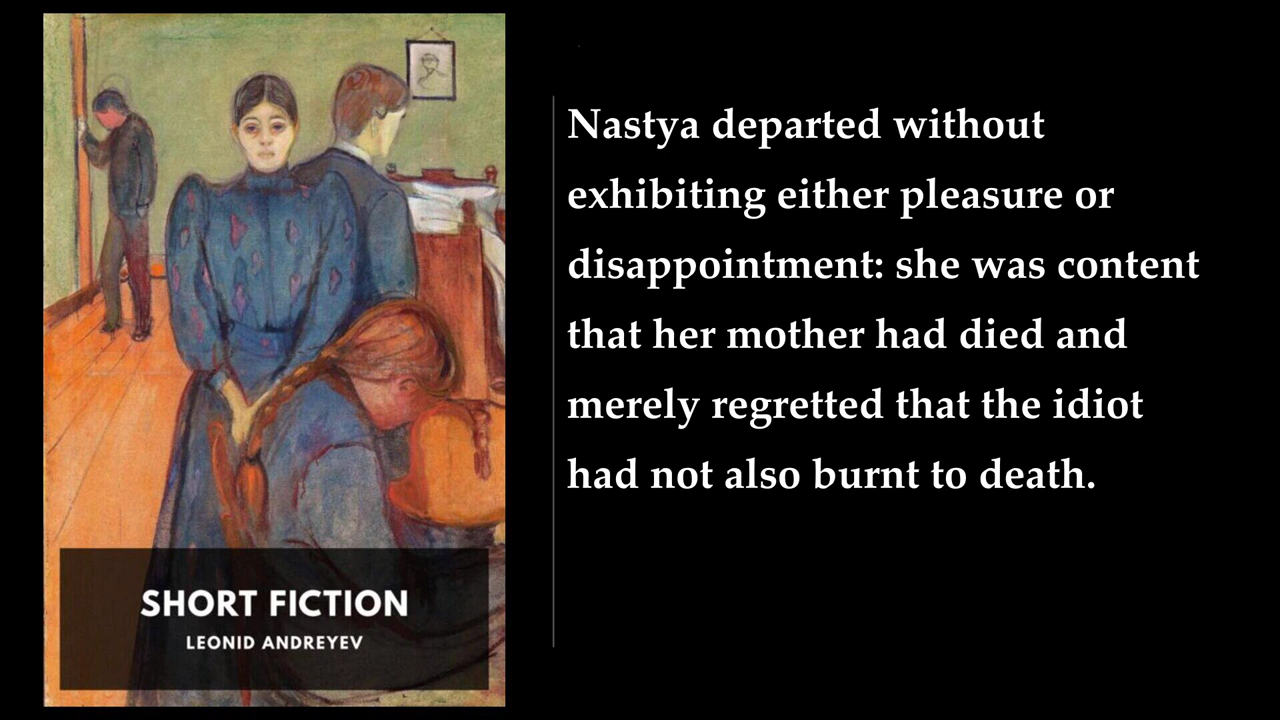 SHORT FICTION
LEONID ANDREYEV
Nastya departed without
exhibiting either pleasure or
disappointment: she was content
that her mother had died and
merely regretted that the idiot
had not also burnt to death.